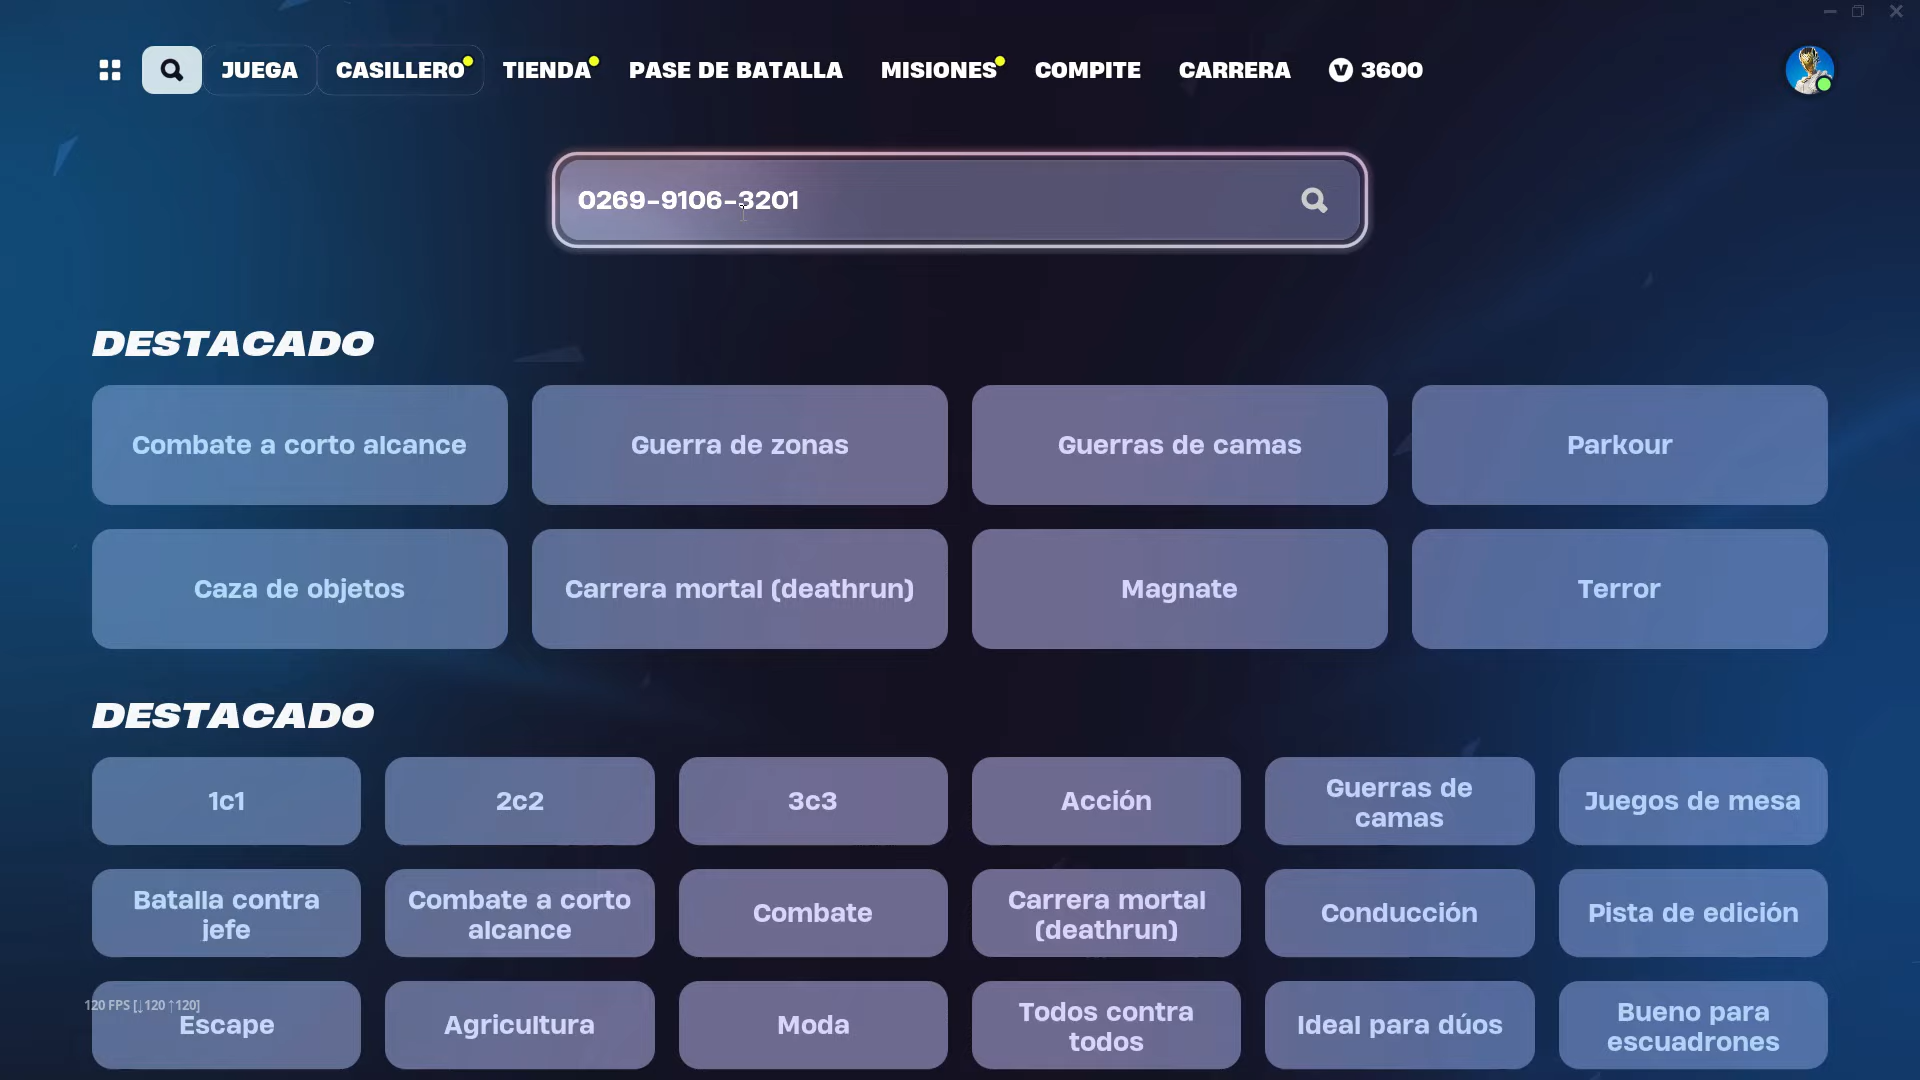 JUEGA CASILLERO TIENDA PASE DE BATALLA MISIONES COMPITE CARRERA V 3600
0269-9106-3201
DESTACADO
Combate a corto alcance
Guerra de zonas
Guerras de camas
Parkour
Caza de objetos
Carrera mortal (deathrun)
Magnate
Terror
DESTACADO
1c1
2c2
3c3
Acción
Guerras de
camas
Juegos de mesa
Batalla contra
jefe
Combate a corto
alcance
Combate
Carrera mortal
(deathrun)
Conducción
Pista de edición
120 FPS [↓120 ↑120]
Escape
Agricultura
Moda
Todos contra
todos
Ideal para dúos
Bueno para
escuadrones